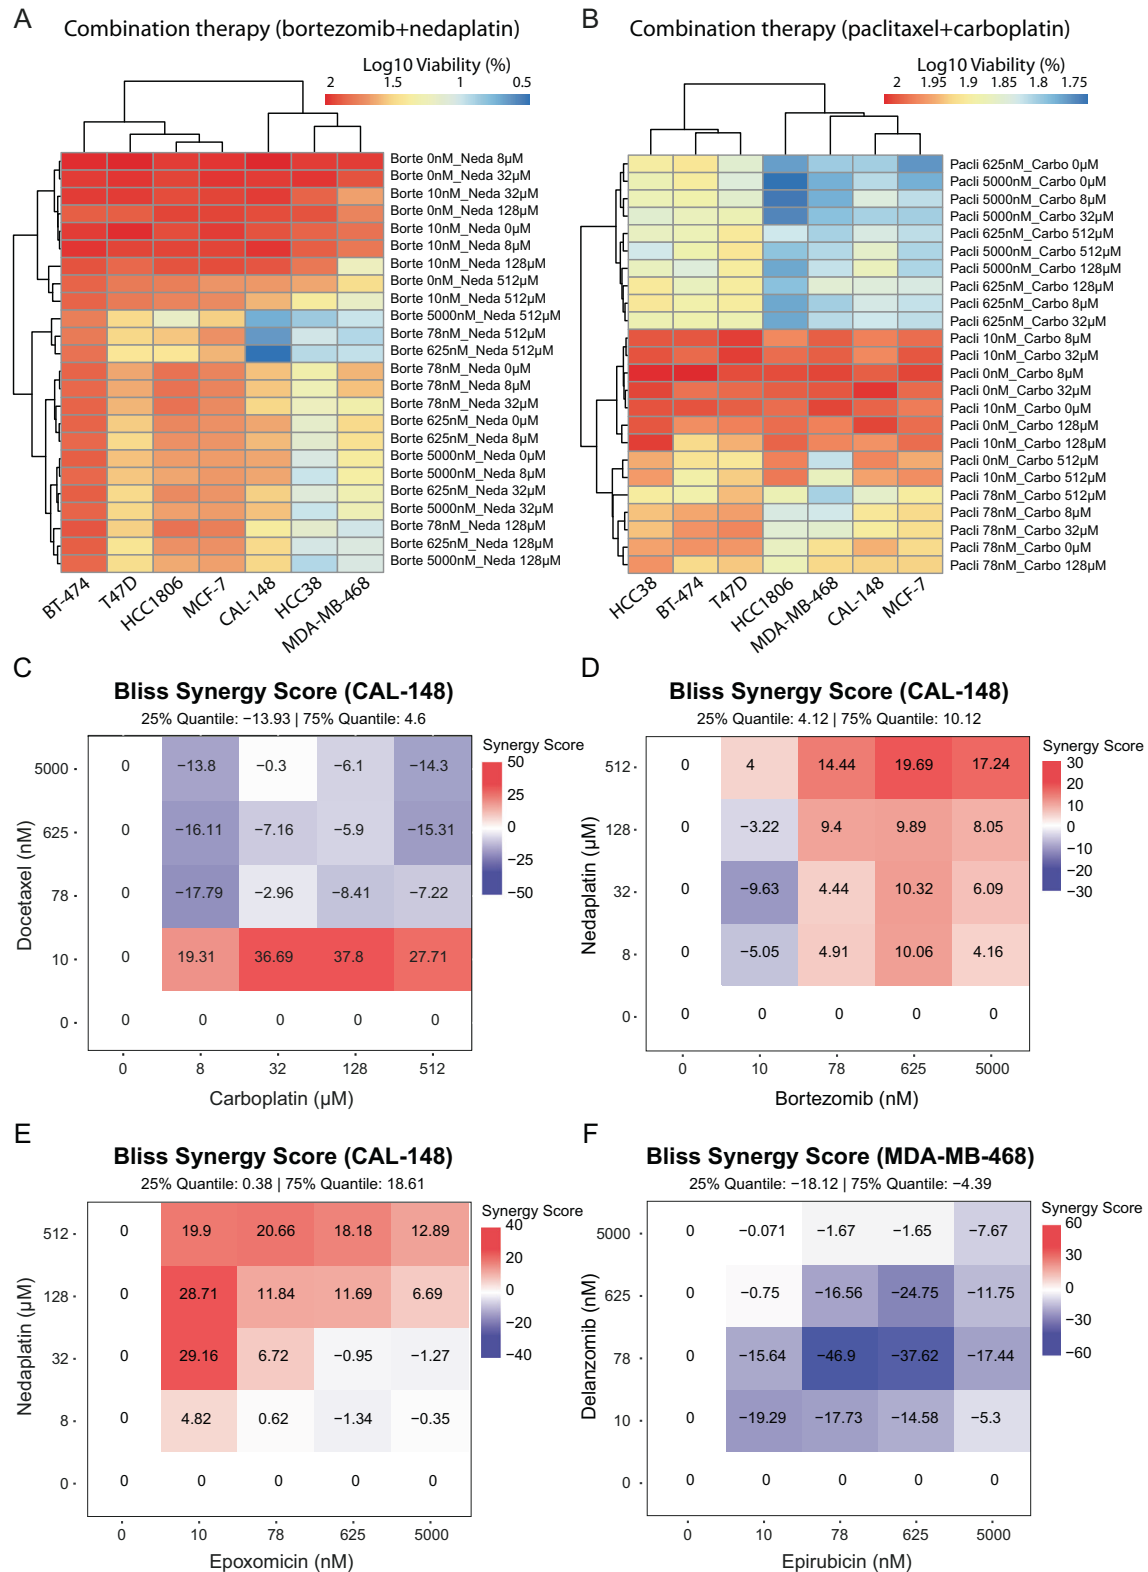 A
Combination therapy (bortezomib+nedaplatin)
Log10 Viability (%)
2 1.5 1 0.5
Borte 0nM_Neda 8µM
Borte 0nM_Neda 32µM
Borte 10nM_Neda 32µM
Borte 0nM_Neda 128µM
Borte 10nM_Neda 0µM
Borte 10nM_Neda 8µM
Borte 10nM_Neda 128µM
Borte 0nM_Neda 512µM
Borte 10nM_Neda 512µM
Borte 5000nM_Neda 512µM
Borte 78nM_Neda 512µM
Borte 625nM_Neda 512µM
Borte 78nM_Neda 0µM
Borte 78nM_Neda 8µM
Borte 78nM_Neda 32µM
Borte 625nM_Neda 0µM
Borte 625nM_Neda 8µM
Borte 5000nM_Neda 0µM
Borte 5000nM_Neda 8µM
Borte 625nM_Neda 32µM
Borte 5000nM_Neda 32µM
Borte 78nM_Neda 128µM
Borte 625nM_Neda 128µM
Borte 5000nM_Neda 128µM
BT-474 T47D HCC1806 MCF-7 CAL-148 HCC38 MDA-MB-468
B
Combination therapy (paclitaxel+carboplatin)
Log10 Viability (%)
2 1.95 1.9 1.85 1.8 1.75
Pacli 625nM_Carbo 0µM
Pacli 5000nM_Carbo 0µM
Pacli 5000nM_Carbo 8µM
Pacli 5000nM_Carbo 32µM
Pacli 625nM_Carbo 512µM
Pacli 5000nM_Carbo 512µM
Pacli 5000nM_Carbo 128µM
Pacli 625nM_Carbo 128µM
Pacli 625nM_Carbo 8µM
Pacli 625nM_Carbo 32µM
Pacli 10nM_Carbo 8µM
Pacli 10nM_Carbo 32µM
Pacli 0nM_Carbo 8µM
Pacli 0nM_Carbo 32µM
Pacli 10nM_Carbo 0µM
Pacli 0nM_Carbo 128µM
Pacli 10nM_Carbo 128µM
Pacli 0nM_Carbo 512µM
Pacli 10nM_Carbo 512µM
Pacli 78nM_Carbo 512µM
Pacli 78nM_Carbo 8µM
Pacli 78nM_Carbo 32µM
Pacli 78nM_Carbo 0µM
Pacli 78nM_Carbo 128µM
HCC38 BT-474 T47D HCC1806 MDA-MB-468 CAL-148 MCF-7
C
Bliss Synergy Score (CAL-148)
25% Quantile: −13.93 | 75% Quantile: 4.6
Docetaxel (nM)
5000 0 −13.8 −0.3 −6.1 −14.3
625 0 −16.11 −7.16 −5.9 −15.31
78 0 −17.79 −2.96 −8.41 −7.22
10 0 19.31 36.69 37.8 27.71
0 0 0 0 0 0
0 8 32 128 512
Carboplatin (µM)
Synergy Score
50
25
0
−25
−50
D
Bliss Synergy Score (CAL-148)
25% Quantile: 4.12 | 75% Quantile: 10.12
Nedaplatin (µM)
512 0 4 14.44 19.69 17.24
128 0 −3.22 9.4 9.89 8.05
32 0 −9.63 4.44 10.32 6.09
8 0 −5.05 4.91 10.06 4.16
0 0 0 0 0 0
0 10 78 625 5000
Bortezomib (nM)
Synergy Score
30
20
10
0
−10
−20
−30
E
Bliss Synergy Score (CAL-148)
25% Quantile: 0.38 | 75% Quantile: 18.61
Nedaplatin (µM)
512 0 19.9 20.66 18.18 12.89
128 0 28.71 11.84 11.69 6.69
32 0 29.16 6.72 −0.95 −1.27
8 0 4.82 0.62 −1.34 −0.35
0 0 0 0 0 0
0 10 78 625 5000
Epoxomicin (nM)
Synergy Score
40
20
0
−20
−40
F
Bliss Synergy Score (MDA-MB-468)
25% Quantile: −18.12 | 75% Quantile: −4.39
Delanzomib (nM)
5000 0 −0.071 −1.67 −1.65 −7.67
625 0 −0.75 −16.56 −24.75 −11.75
78 0 −15.64 −46.9 −37.62 −17.44
10 0 −19.29 −17.73 −14.58 −5.3
0 0 0 0 0 0
0 10 78 625 5000
Epirubicin (nM)
Synergy Score
60
30
0
−30
−60